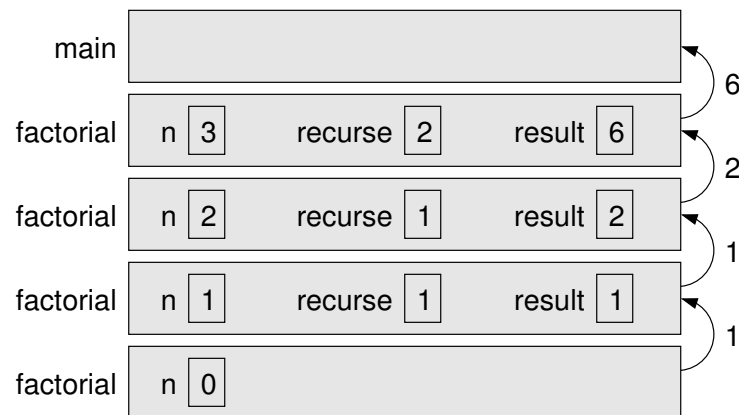 main
6
factorial n 3 recurse 2 result 6
2
factorial n 2 recurse 1 result 2
1
factorial n 1 recurse 1 result 1
1
factorial n 0